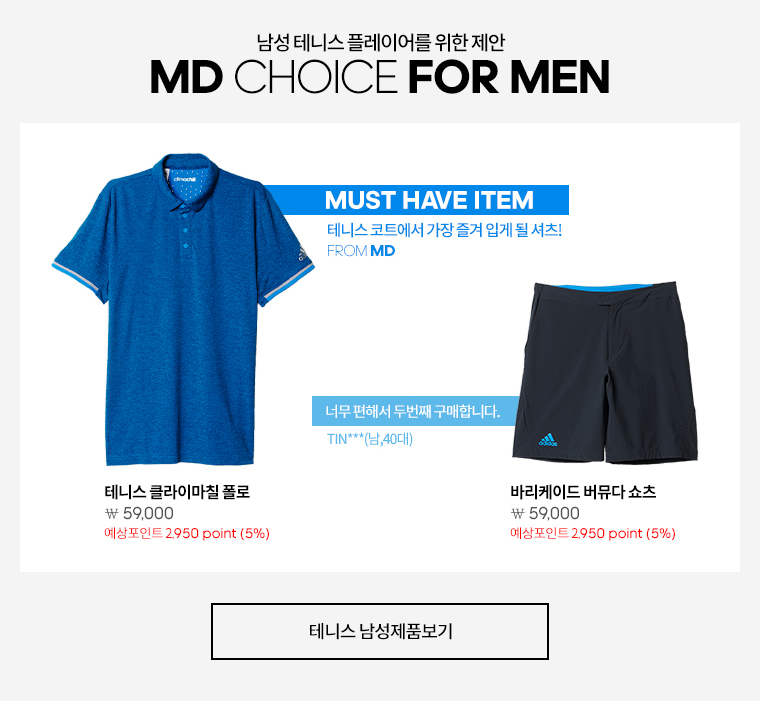 남성 테니스 플레이어를 위한 제안
MD CHOICE FOR MEN
climachill
MUST HAVE ITEM
테니스 코트에서 가장 즐겨 입게 될 셔츠!
FROM MD
너무 편해서 두번째 구매합니다.
TIN***(남,40대)
adidas
테니스 클라이마칠 폴로
₩ 59,000
예상포인트 2,950 point (5%)
바리케이드 버뮤다 쇼츠
₩ 59,000
예상포인트 2,950 point (5%)
테니스 남성제품보기